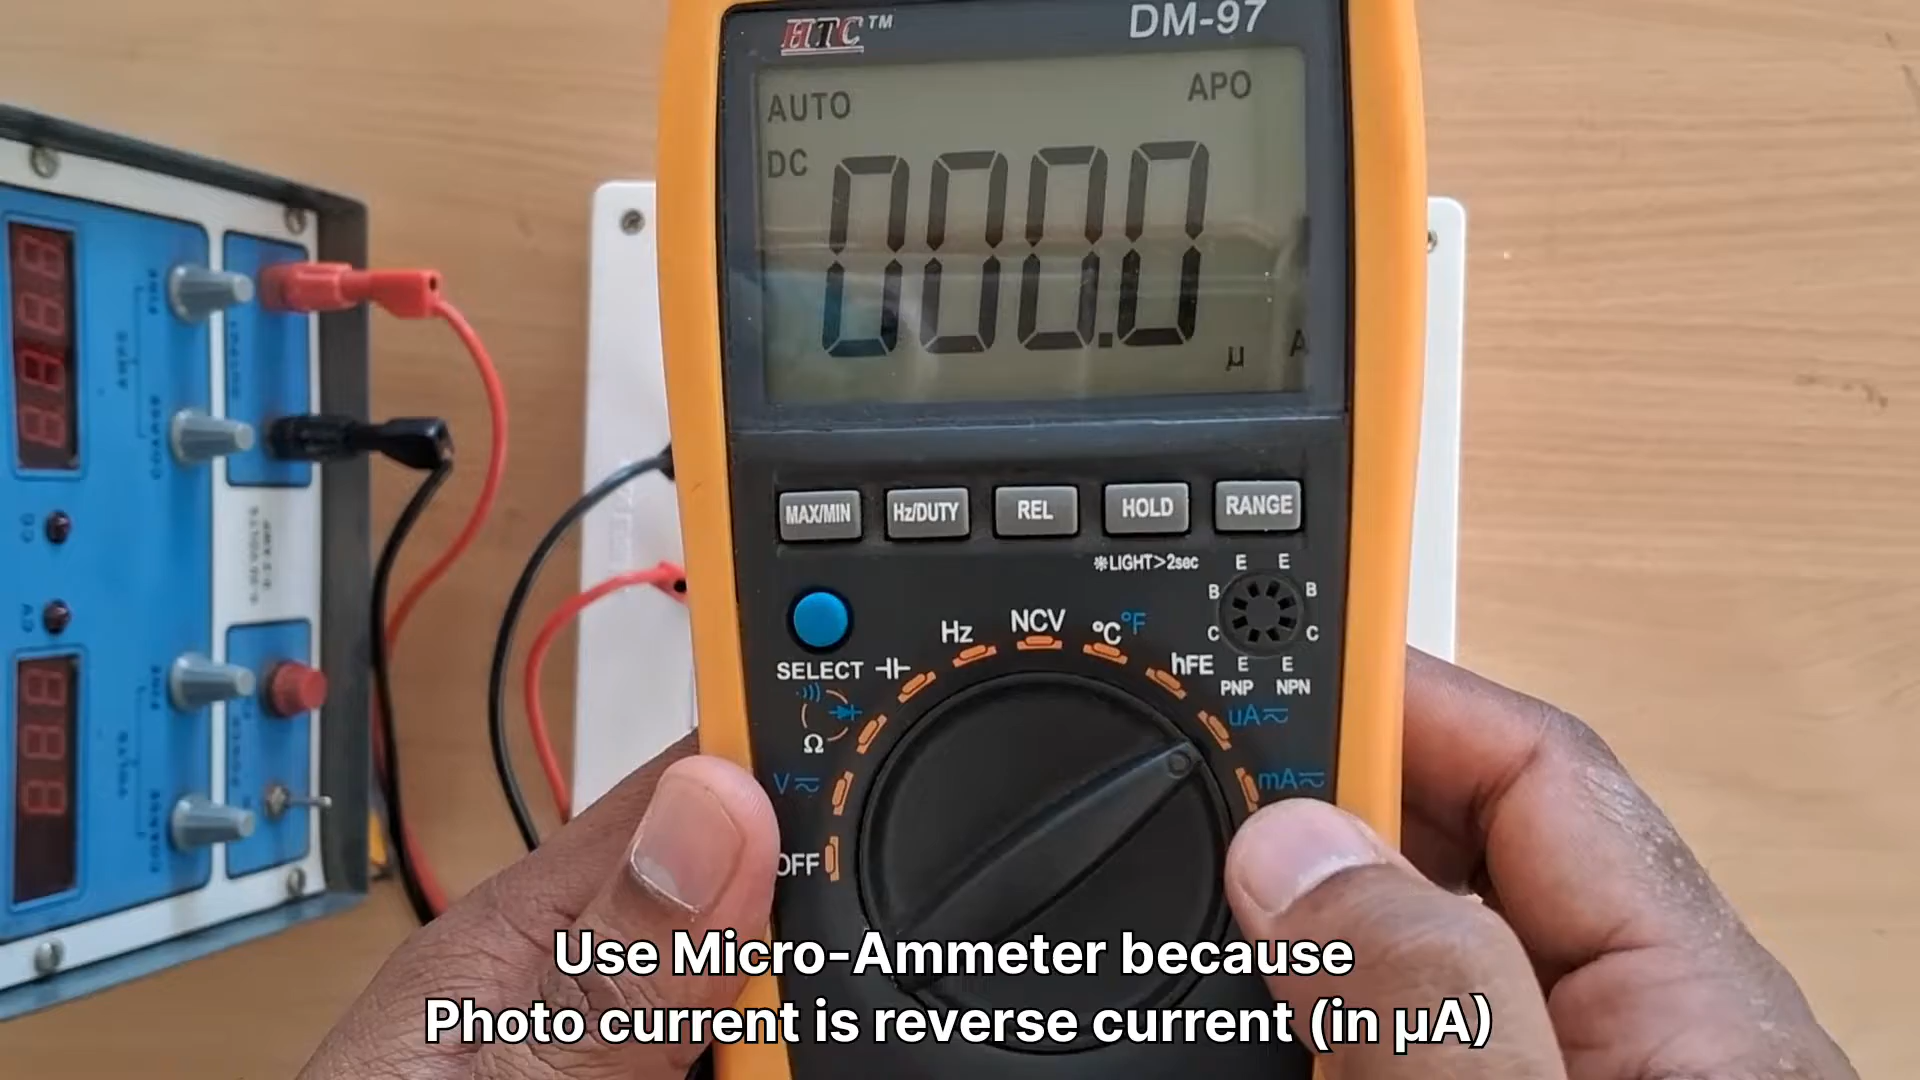 HTC™
DM-97
AUTO
APO
DC
000.0
µ
A
MAX/MIN
Hz/DUTY
REL
HOLD
RANGE
※LIGHT>2sec
E E
B B
C C
E E
PNP NPN
SELECT
Hz
NCV
°C °F
hFE
uA
mA
Ω
V
OFF
Use Micro-Ammeter because
Photo current is reverse current (in µA)